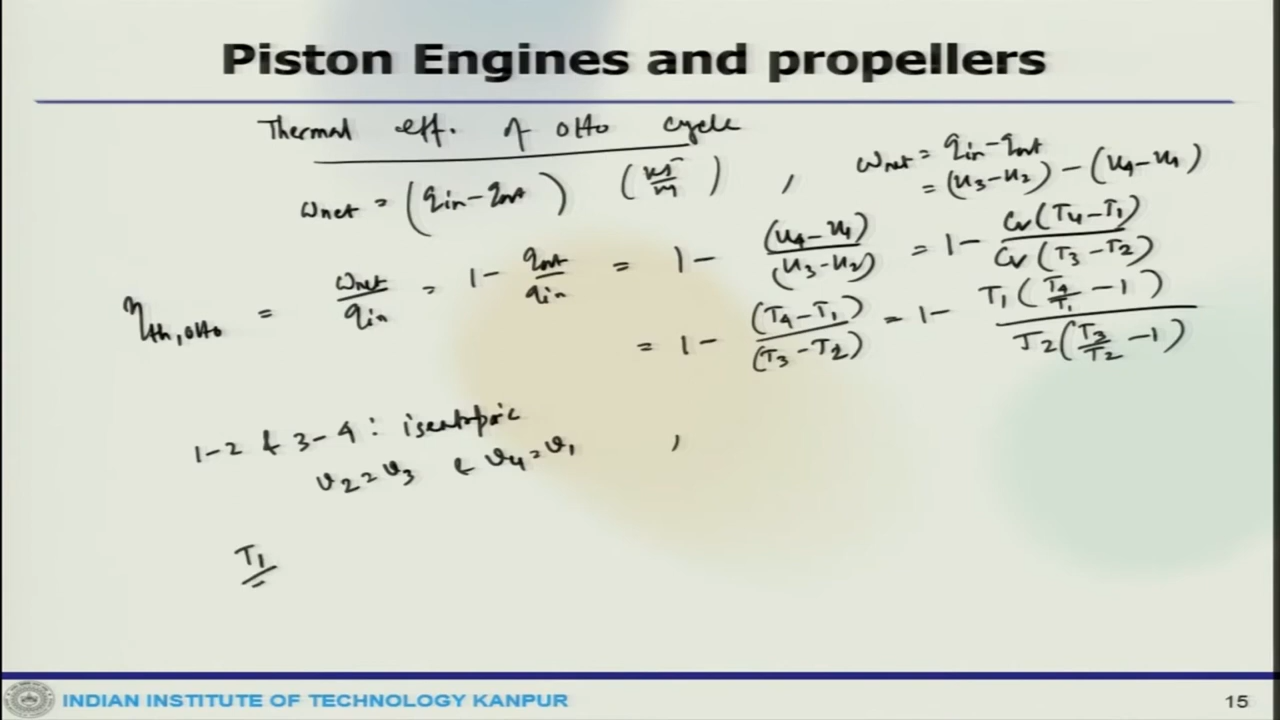 Piston Engines and propellers
Thermal eff. of Otto cycle
wnet = (qin - qout) (kJ/m) , wnet = qin - qout
= (u3 - u2) - (u4 - u1)
ηth,otto = wnet/qin = 1 - qout/qin = 1 - (u4 - u1)/(u3 - u2) = 1 - Cv(T4 - T1)/Cv(T3 - T2)
= 1 - (T4 - T1)/(T3 - T2) = 1 - T1(T4/T1 - 1)/T2(T3/T2 - 1)
1-2 & 3-4 : isentropic
v2 = v3 & v4 = v1 ,
T1
INDIAN INSTITUTE OF TECHNOLOGY KANPUR 15